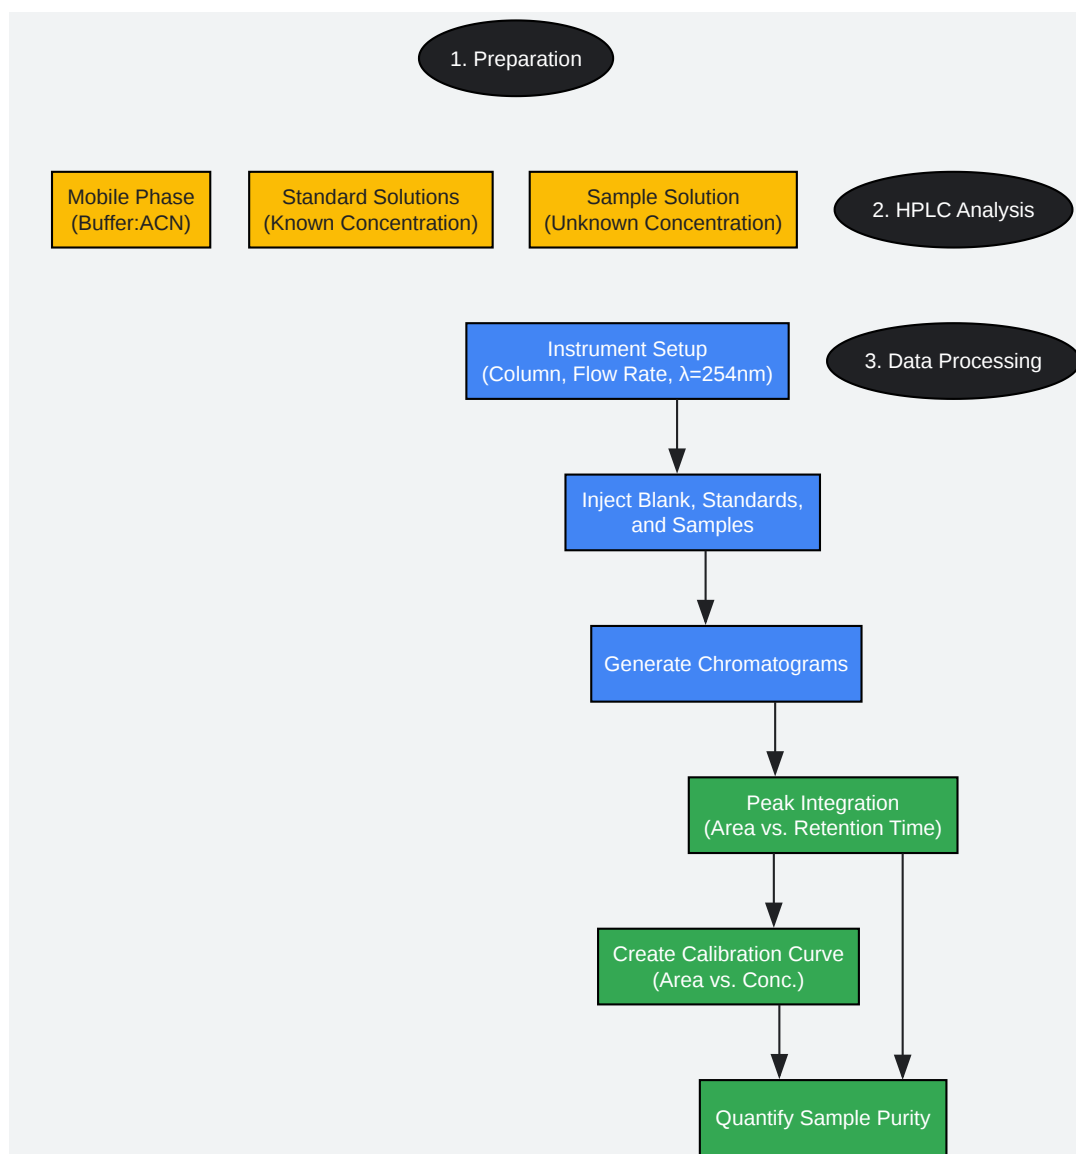 1. Preparation
Mobile Phase
(Buffer:ACN)
Standard Solutions
(Known Concentration)
Sample Solution
(Unknown Concentration)
2. HPLC Analysis
Instrument Setup
(Column, Flow Rate, λ=254nm)
3. Data Processing
Inject Blank, Standards,
and Samples
Generate Chromatograms
Peak Integration
(Area vs. Retention Time)
Create Calibration Curve
(Area vs. Conc.)
Quantify Sample Purity